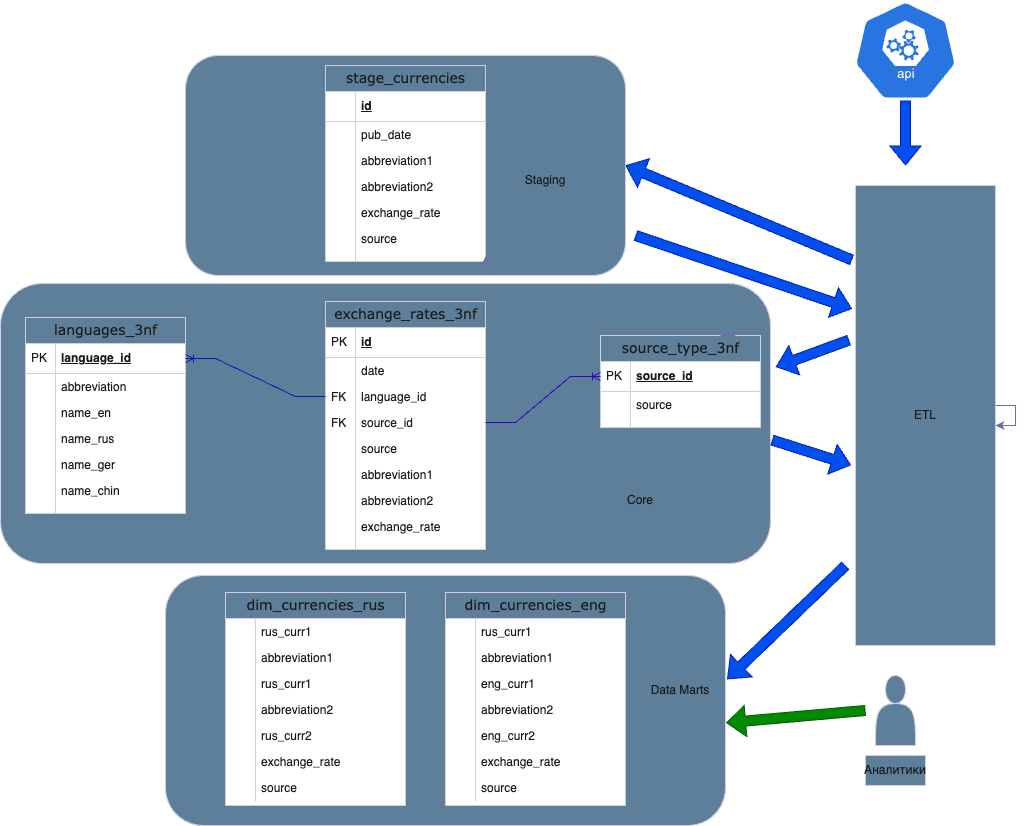 api
stage_currencies
id
pub_date
abbreviation1
abbreviation2
exchange_rate
source
Staging
languages_3nf
PK language_id
abbreviation
name_en
name_rus
name_ger
name_chin
exchange_rates_3nf
PK id
date
FK language_id
FK source_id
source
abbreviation1
abbreviation2
exchange_rate
source_type_3nf
PK source_id
source
Core
ETL
dim_currencies_rus
rus_curr1
abbreviation1
rus_curr1
abbreviation2
rus_curr2
exchange_rate
source
dim_currencies_eng
rus_curr1
abbreviation1
eng_curr1
abbreviation2
eng_curr2
exchange_rate
source
Data Marts
Аналитики